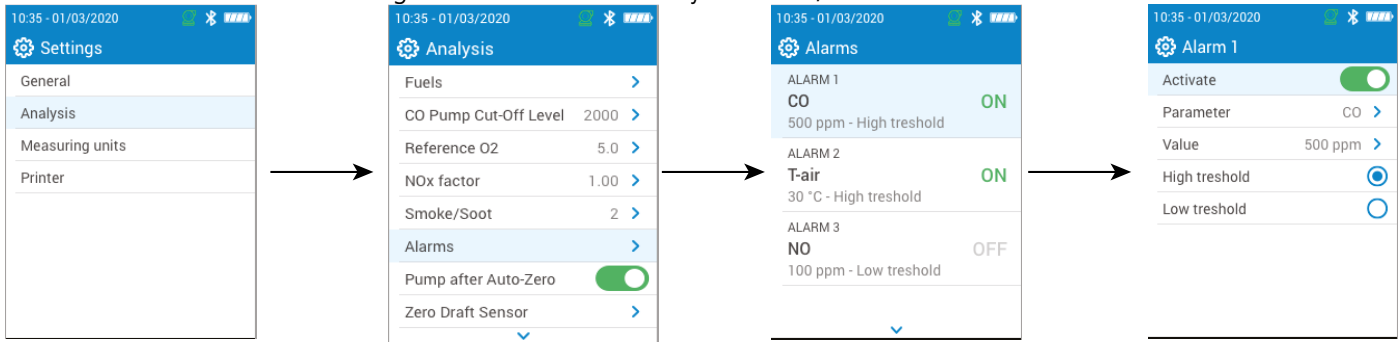 10:35 - 01/03/2020
Settings
General
Analysis
Measuring units
Printer
10:35 - 01/03/2020
Analysis
Fuels
CO Pump Cut-Off Level 2000
Reference O2 5.0
NOx factor 1.00
Smoke/Soot 2
Alarms
Pump after Auto-Zero
Zero Draft Sensor
10:35 - 01/03/2020
Alarms
ALARM 1
CO ON
500 ppm - High treshold
ALARM 2
T-air ON
30 °C - High treshold
ALARM 3
NO OFF
100 ppm - Low treshold
10:35 - 01/03/2020
Alarm 1
Activate
Parameter CO
Value 500 ppm
High treshold
Low treshold